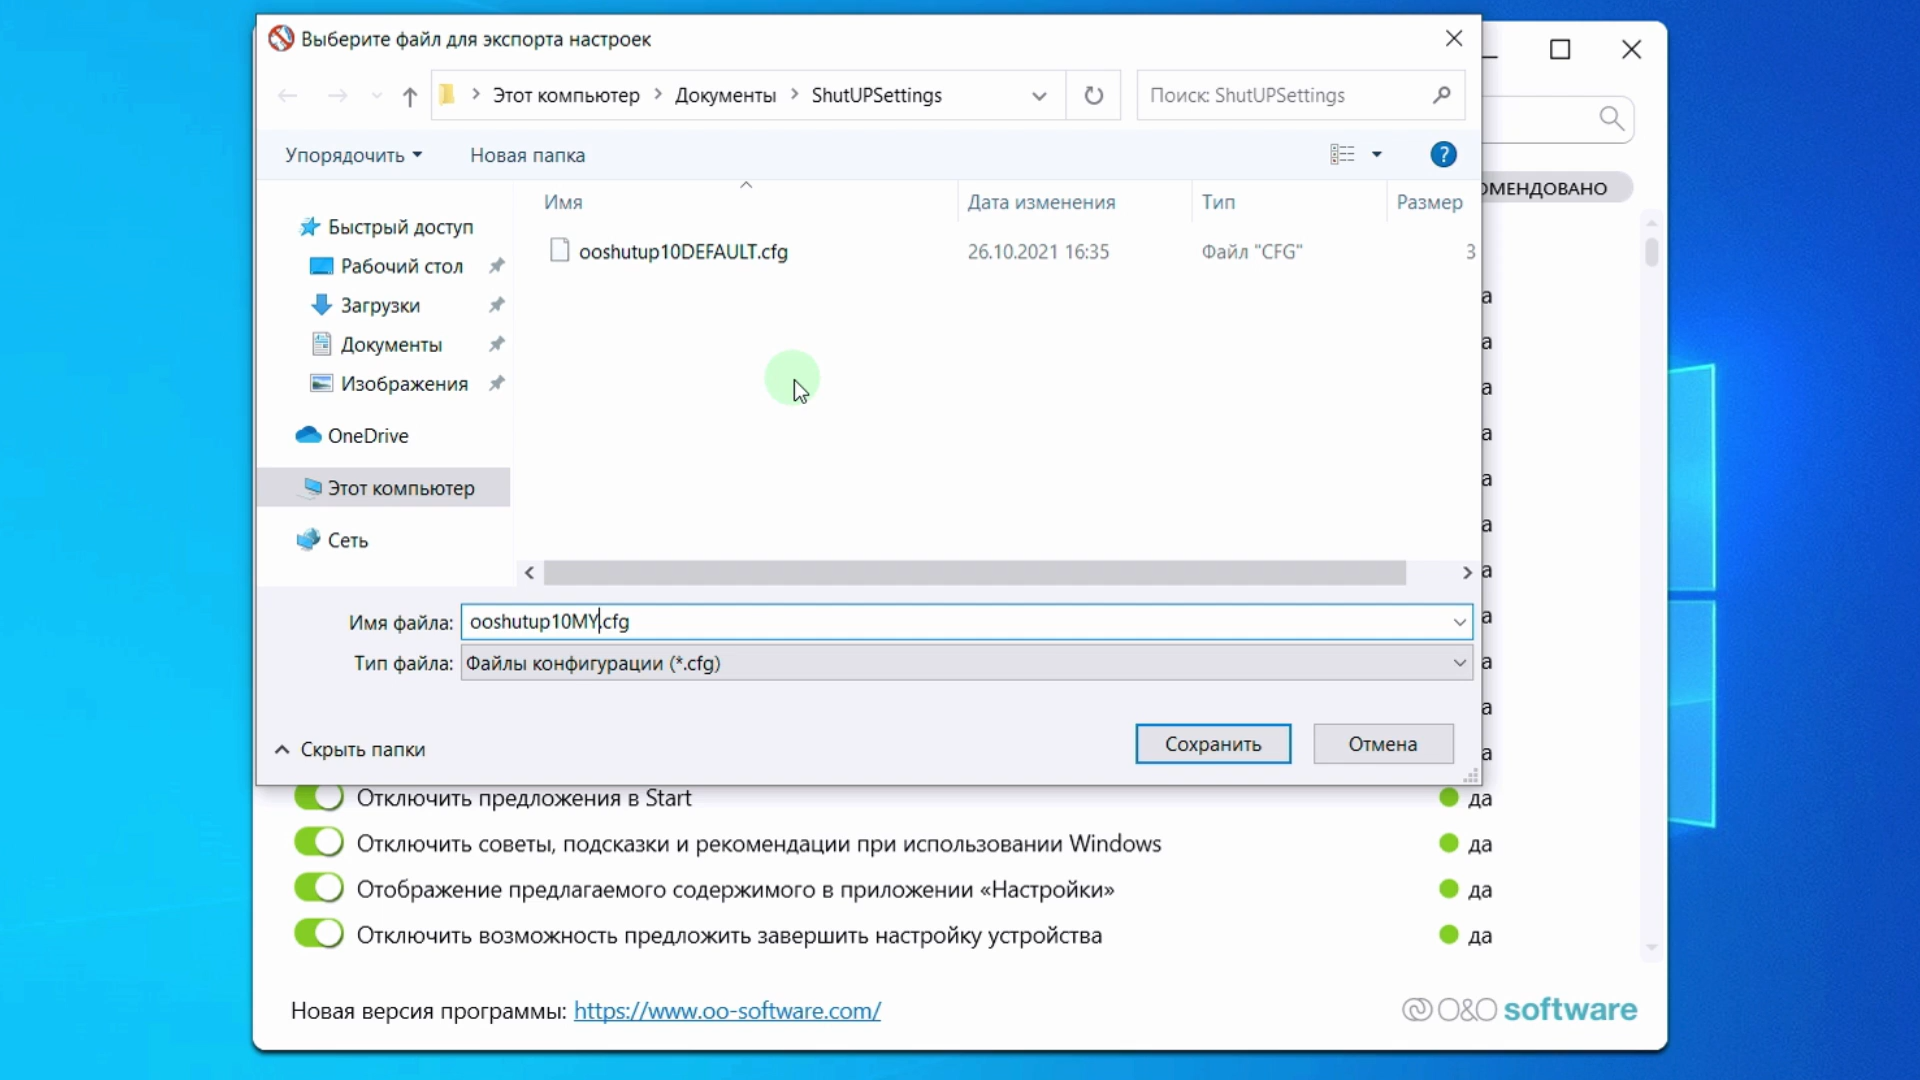 Выберите файл для экспорта настроек
Этот компьютер > Документы > ShutUPSettings
Поиск: ShutUPSettings
Упорядочить
Новая папка
?
ОМЕНДОВАНО
Имя
Дата изменения
Тип
Размер
Быстрый доступ
ooshutup10DEFAULT.cfg
26.10.2021 16:35
Файл "CFG"
3
Рабочий стол
Загрузки
Документы
Изображения
OneDrive
Этот компьютер
Сеть
а
а
а
а
а
а
а
а
а
а
а
Имя файла: ooshutup10MY.cfg
Тип файла: Файлы конфигурации (*.cfg)
Скрыть папки
Сохранить
Отмена
Отключить предложения в Start
да
Отключить советы, подсказки и рекомендации при использовании Windows
да
Отображение предлагаемого содержимого в приложении «Настройки»
да
Отключить возможность предложить завершить настройку устройства
да
Новая версия программы: https://www.oo-software.com/
O&O software